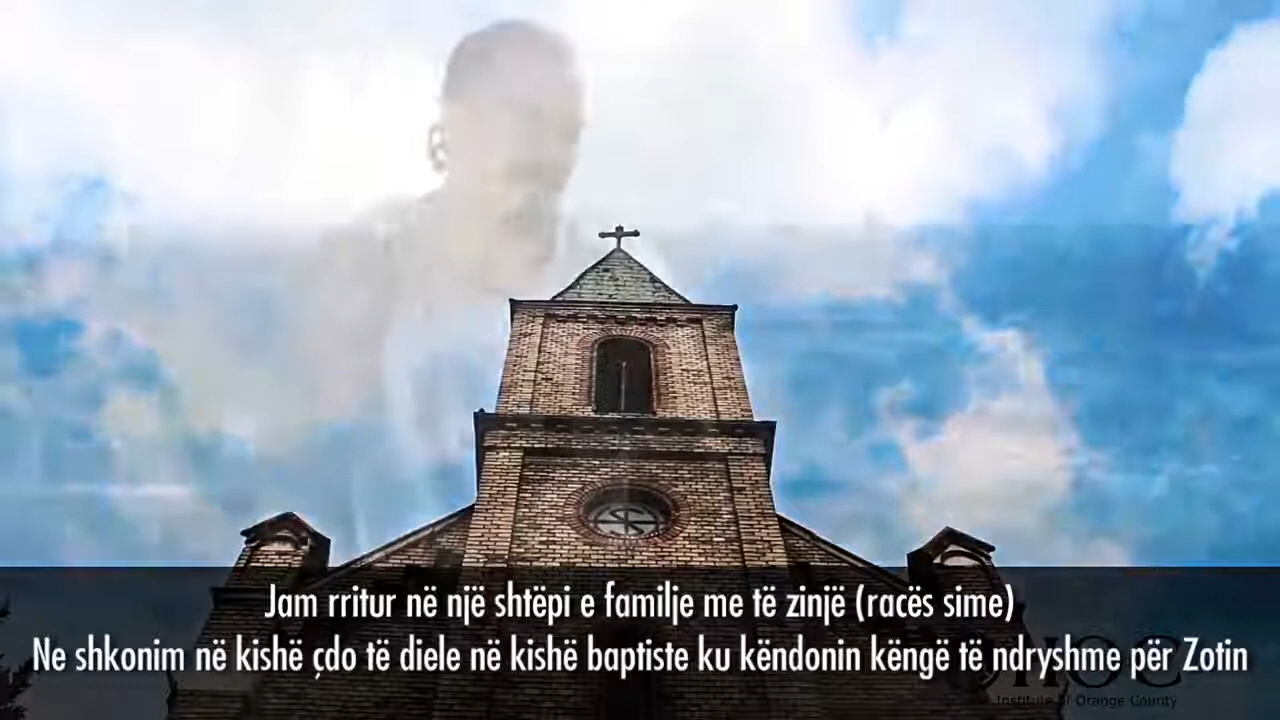 Jam rritur në një shtëpi e familje me të zinjë (racës sime)
Ne shkonim në kishë çdo të diele në kishë baptiste ku këndonin këngë të ndryshme për Zotin
Institute of Orange County